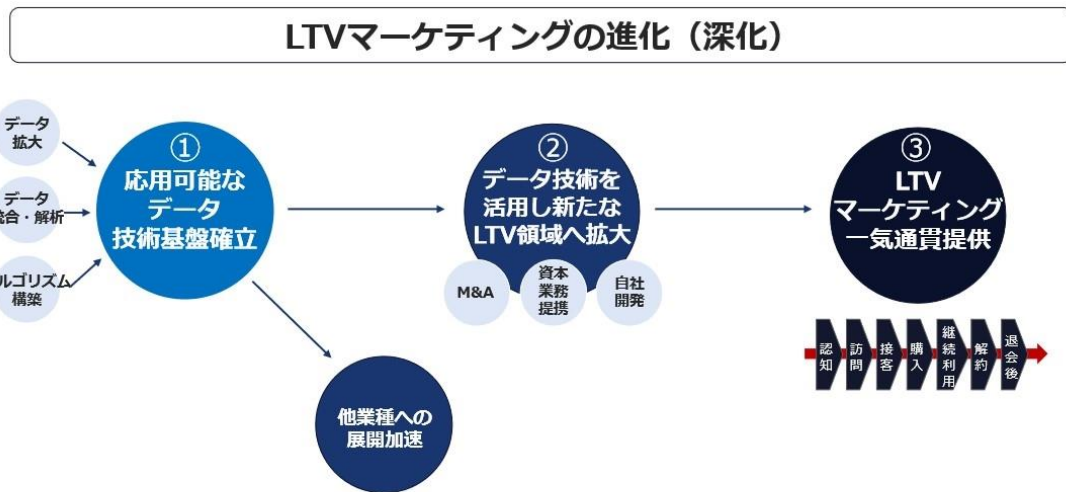 LTVマーケティングの進化（深化）
データ
拡大
データ
統合・解析
アルゴリズム
構築
①
応用可能な
データ
技術基盤確立
②
データ技術を
活用し新たな
LTV領域へ拡大
M&A
資本
業務
提携
自社
開発
③
LTV
マーケティング
一気通貫提供
認知
訪問
接客
購入
継続利用
解約
退会後
他業種への
展開加速